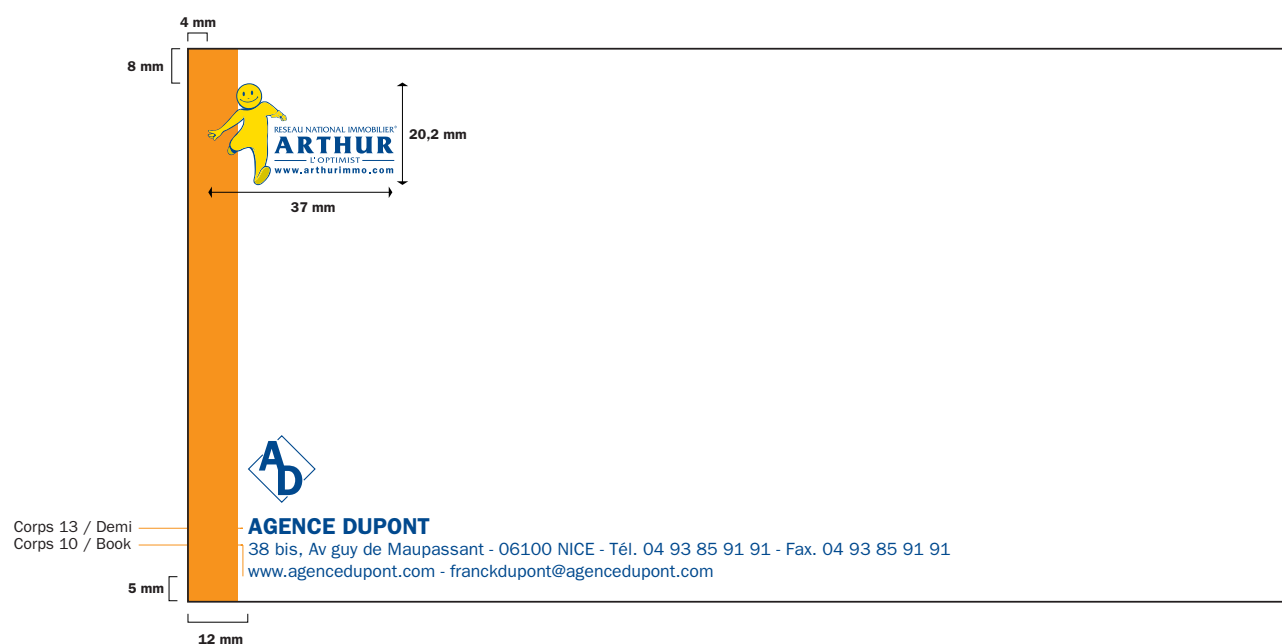 4 mm
8 mm
RESEAU NATIONAL IMMOBILIER®
ARTHUR
L'OPTIMIST
www.arthurimmo.com
20,2 mm
37 mm
AD
Corps 13 / Demi
AGENCE DUPONT
Corps 10 / Book
38 bis, Av guy de Maupassant - 06100 NICE - Tél. 04 93 85 91 91 - Fax. 04 93 85 91 91
www.agencedupont.com - franckdupont@agencedupont.com
5 mm
12 mm